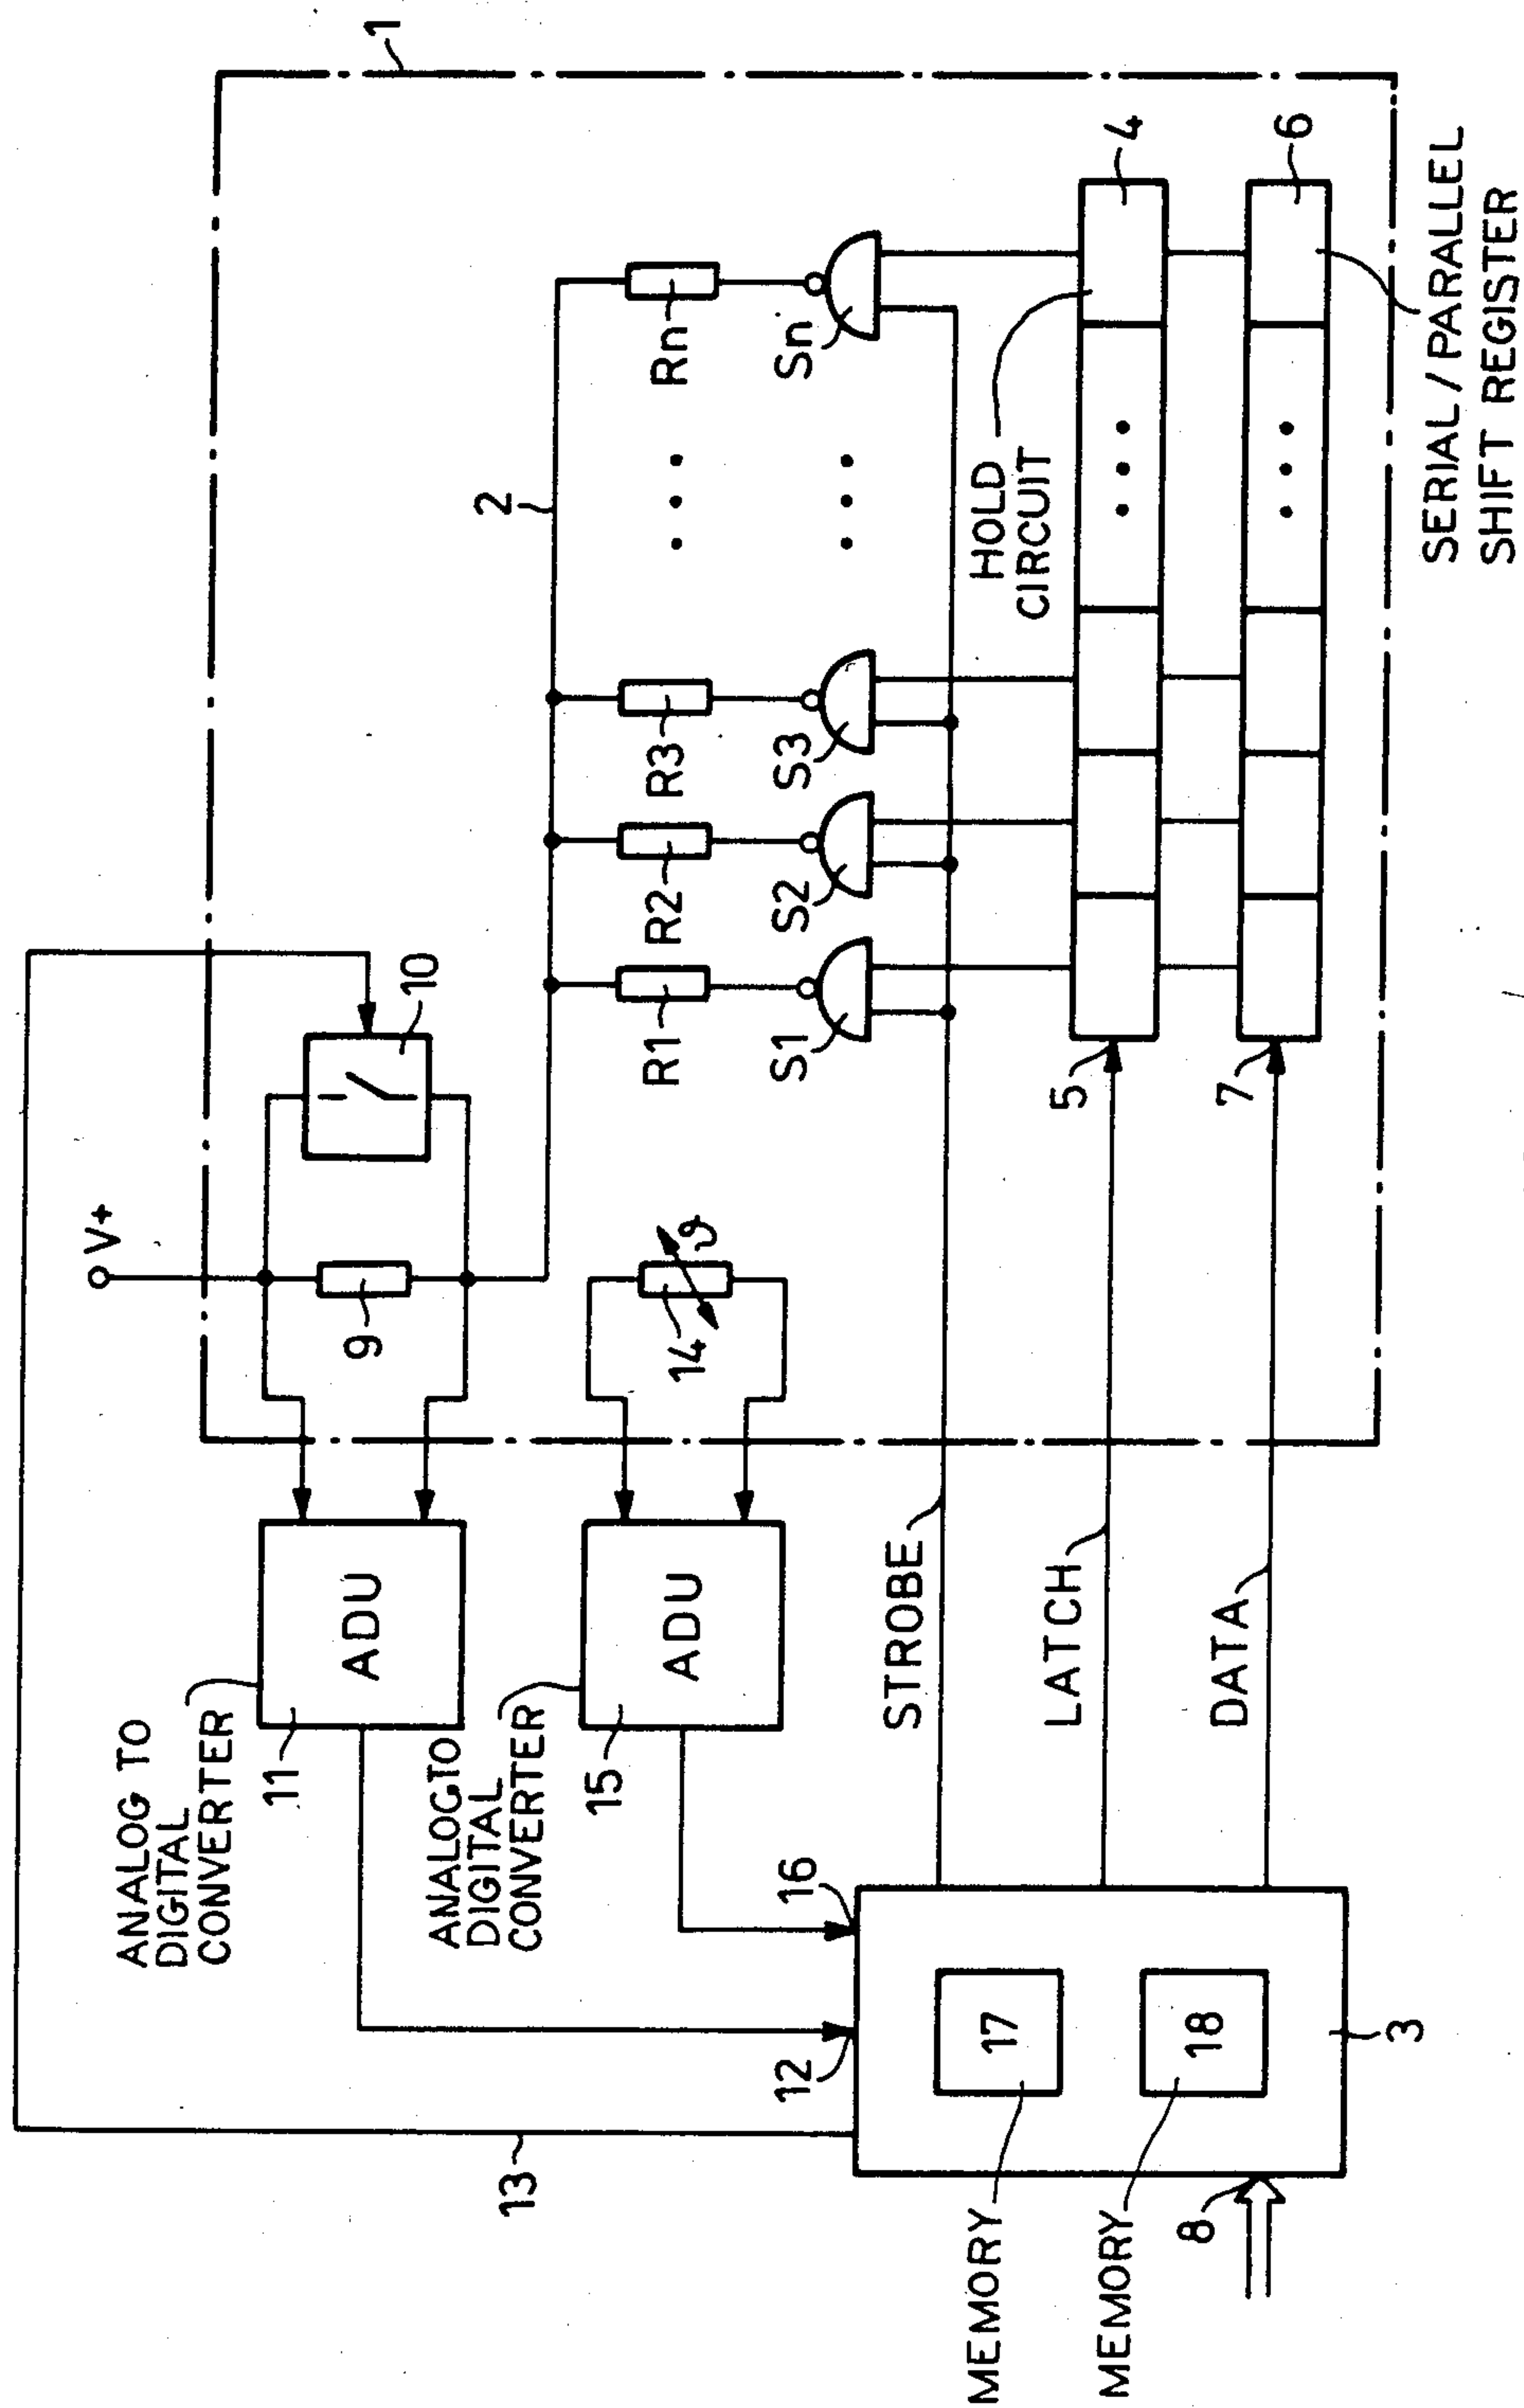 1
V+
10
9
2
R1
R2
R3
Rn
S1
S2
S3
Sn
14
ϑ
HOLD
CIRCUIT
4
5
6
7
SERIAL / PARALLEL
SHIFT REGISTER
ANALOG TO
DIGITAL
CONVERTER
11
ADU
ANALOG TO
DIGITAL
CONVERTER
15
ADU
STROBE
LATCH
DATA
13
12
16
17
18
3
MEMORY
MEMORY
8